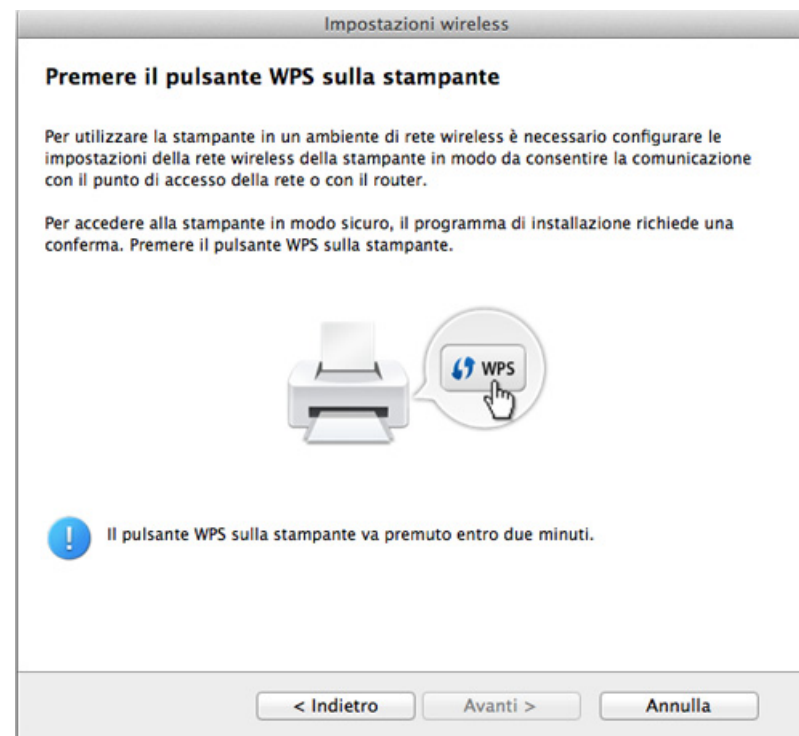 Impostazioni wireless
Premere il pulsante WPS sulla stampante
Per utilizzare la stampante in un ambiente di rete wireless è necessario configurare le
impostazioni della rete wireless della stampante in modo da consentire la comunicazione
con il punto di accesso della rete o con il router.
Per accedere alla stampante in modo sicuro, il programma di installazione richiede una
conferma. Premere il pulsante WPS sulla stampante.
WPS
Il pulsante WPS sulla stampante va premuto entro due minuti.
< Indietro
Avanti >
Annulla